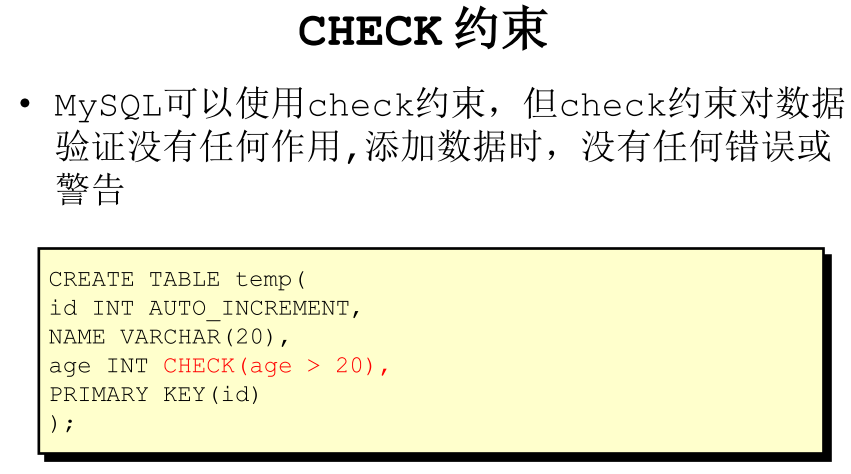 CHECK 约束
• MySQL可以使用check约束，但check约束对数据
验证没有任何作用,添加数据时，没有任何错误或
警告
CREATE TABLE temp(
id INT AUTO_INCREMENT,
NAME VARCHAR(20),
age INT CHECK(age > 20),
PRIMARY KEY(id)
);